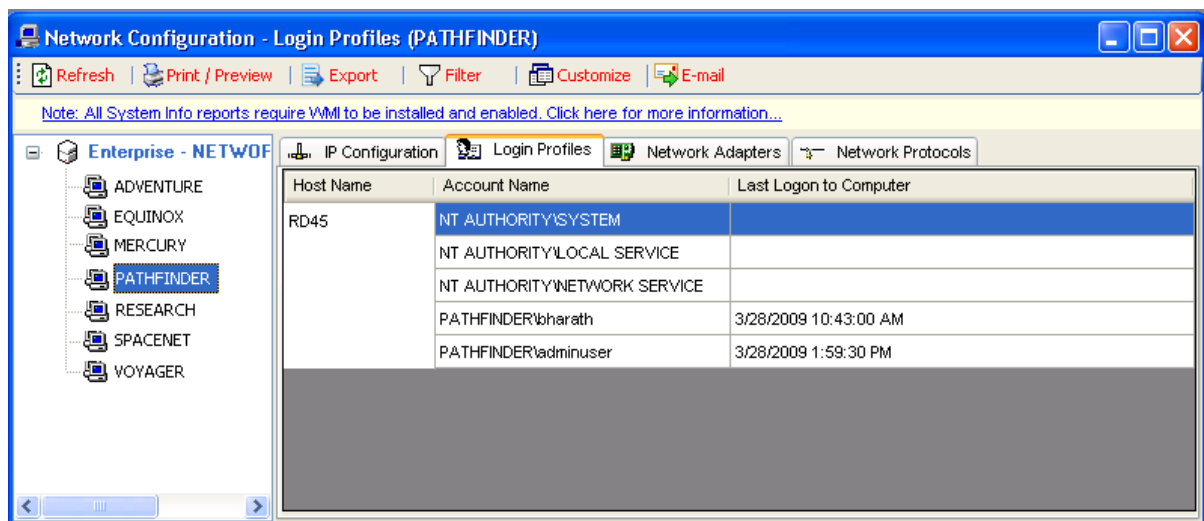 Network Configuration - Login Profiles (PATHFINDER)
Refresh Print / Preview Export Filter Customize E-mail
Note: All System Info reports require WMI to be installed and enabled. Click here for more information...
Enterprise - NETWOF
ADVENTURE
EQUINOX
MERCURY
PATHFINDER
RESEARCH
SPACENET
VOYAGER
IP Configuration Login Profiles Network Adapters Network Protocols
Host Name Account Name Last Logon to Computer
RD45 NT AUTHORITY\SYSTEM
NT AUTHORITY\LOCAL SERVICE
NT AUTHORITY\NETWORK SERVICE
PATHFINDER\bharath 3/28/2009 10:43:00 AM
PATHFINDER\adminuser 3/28/2009 1:59:30 PM